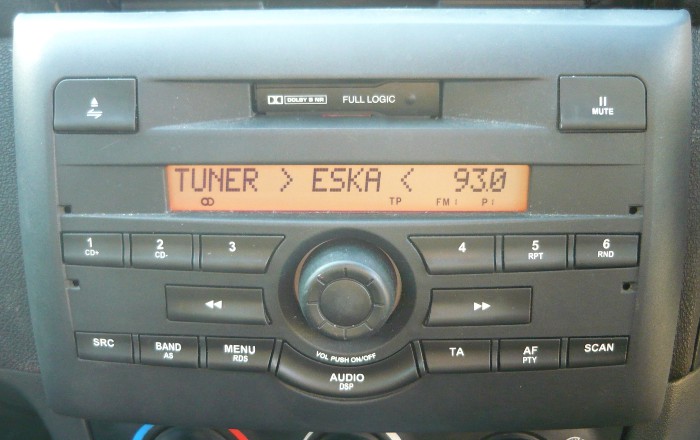 DOLBY B NR FULL LOGIC
MUTE
TUNER > ESKA < 93.0
TP FM I P I
1 2 3 4 5 6
CD+ CD- RPT RND
SRC BAND MENU VOL PUSH ON/OFF TA AF SCAN
AS RDS AUDIO PTY
DSP